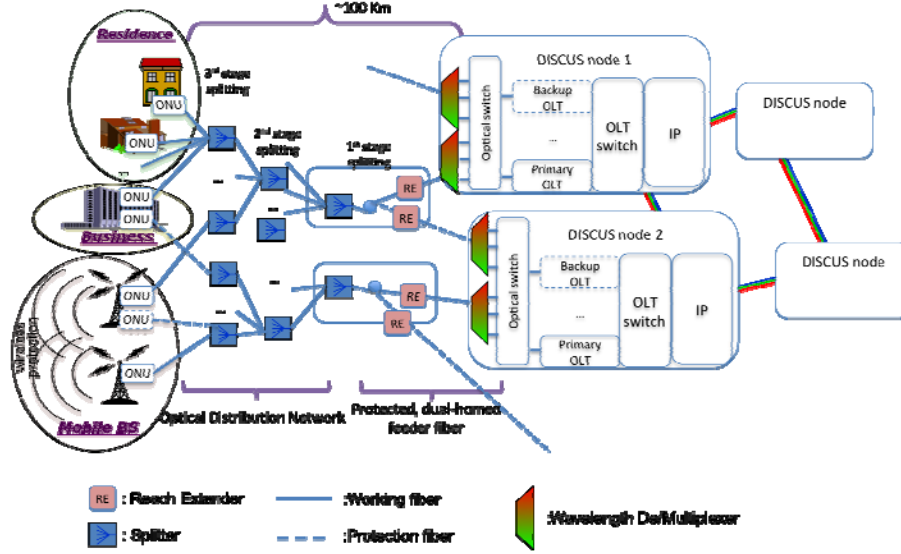 ~100 Km
Residence
3rd stage
splitting
2nd stage
splitting
1st stage
splitting
ONU
ONU
...
ONU
ONU
Business
ONU
ONU
ONU
wireless
protection
Mobile BS
...
...
...
...
...
RE
RE
RE
RE
DISCUS node 1
Optical switch
Backup
OLT
...
Primary
OLT
OLT
switch
IP
DISCUS node 2
Optical switch
Backup
OLT
...
Primary
OLT
OLT
switch
IP
DISCUS node
DISCUS node
Optical Distribution Network
Protected, dual-homed
feeder fiber
RE : Reach Extender
: Working fiber
:Wavelength De/Multiplexer
: Splitter
: Protection fiber